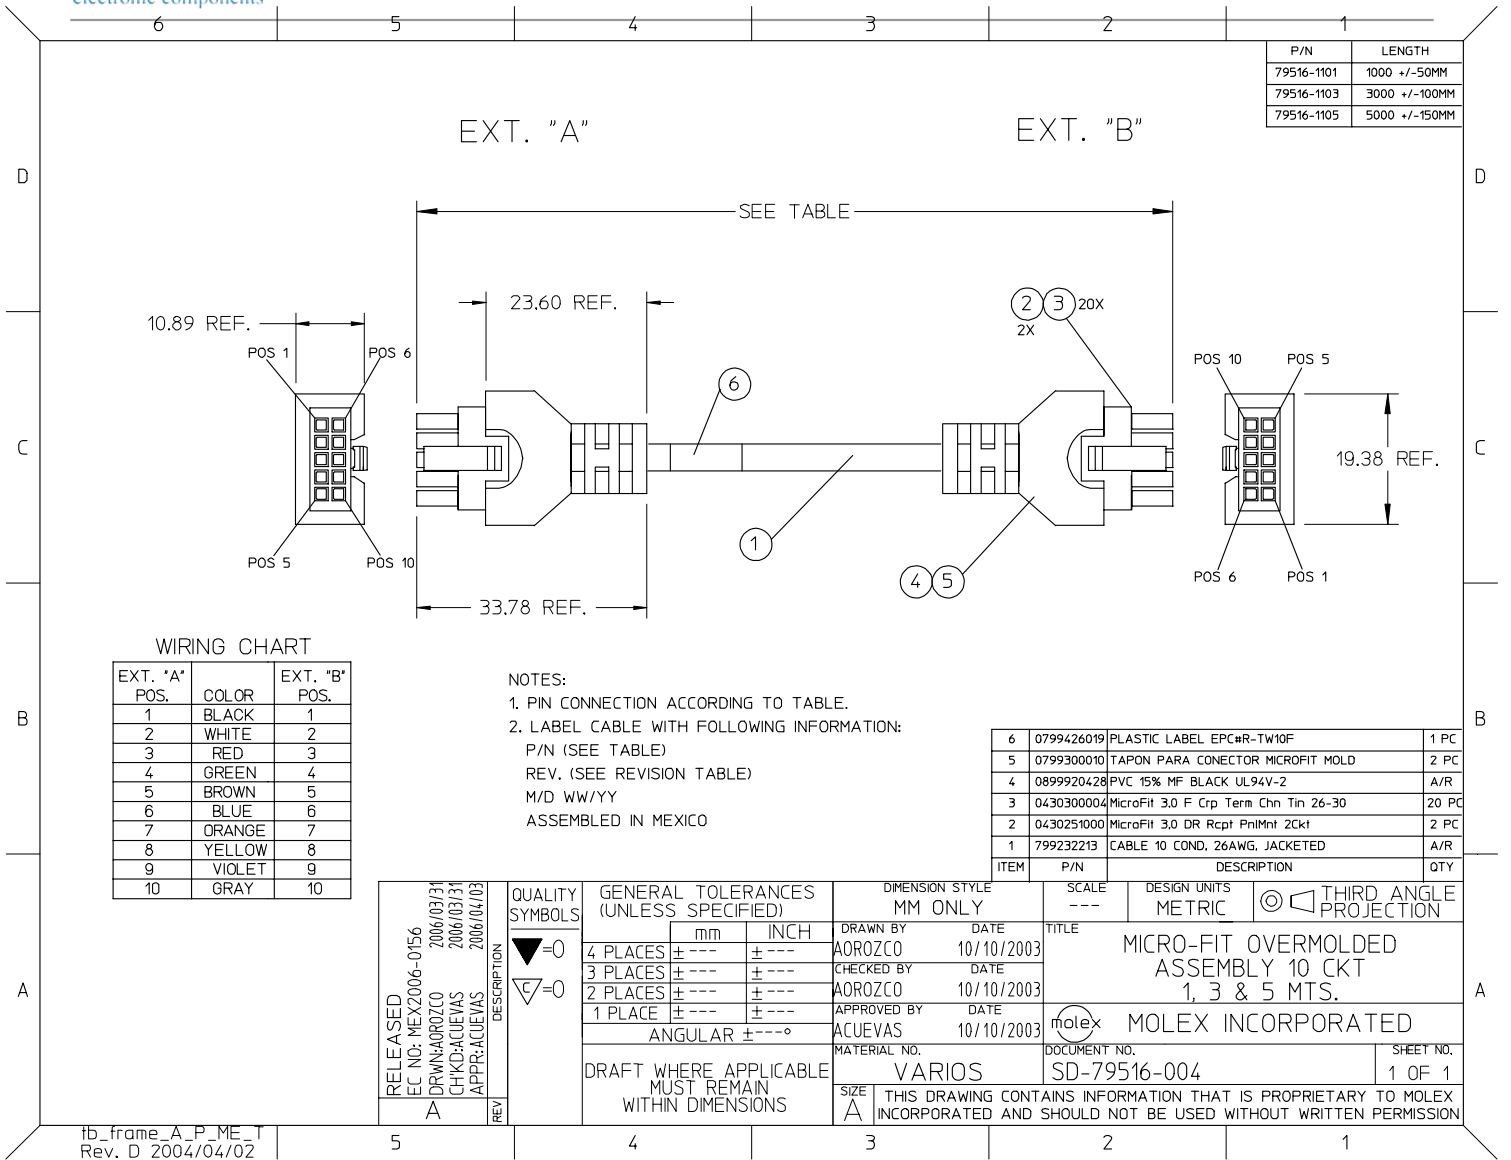 electronic components
6 5 4 3 2 1
P/N LENGTH
79516-1101 1000 +/-50MM
79516-1103 3000 +/-100MM
79516-1105 5000 +/-150MM
EXT. "A" EXT. "B"
D D
SEE TABLE
23.60 REF.
2 3 20X
2X
10.89 REF.
POS 1 POS 6
POS 10 POS 5
6
C C
19.38 REF.
1
POS 5 POS 10
4 5
POS 6 POS 1
33.78 REF.
WIRING CHART
EXT. "A" POS. COLOR EXT. "B" POS.
1 BLACK 1
2 WHITE 2
3 RED 3
4 GREEN 4
5 BROWN 5
6 BLUE 6
7 ORANGE 7
8 YELLOW 8
9 VIOLET 9
10 GRAY 10
NOTES:
1. PIN CONNECTION ACCORDING TO TABLE.
2. LABEL CABLE WITH FOLLOWING INFORMATION:
P/N (SEE TABLE)
REV. (SEE REVISION TABLE)
M/D WW/YY
ASSEMBLED IN MEXICO
B B
6 0799426019 PLASTIC LABEL EPC#R-TW10F 1 PC
5 0799300010 TAPON PARA CONECTOR MICROFIT MOLD 2 PC
4 0899920428 PVC 15% MF BLACK UL94V-2 A/R
3 0430300004 MicroFit 3.0 F Crp Term Chn Tin 26-30 20 PC
2 0430251000 MicroFit 3.0 DR Rcpt PnlMnt 2Ckt 2 PC
1 799232213 CABLE 10 COND. 26AWG, JACKETED A/R
ITEM P/N DESCRIPTION QTY
RELEASED
EC NO: MEX2006-0156
DRWN:AOROZCO 2006/03/31
CH'KD:ACUEVAS 2006/03/31
APPR:ACUEVAS 2006/04/03
A
DESCRIPTION
REV
QUALITY SYMBOLS
=0
C =0
GENERAL TOLERANCES
(UNLESS SPECIFIED)
mm INCH
4 PLACES ± --- ± ---
3 PLACES ± --- ± ---
2 PLACES ± --- ± ---
1 PLACE ± --- ± ---
ANGULAR ±---°
DRAFT WHERE APPLICABLE
MUST REMAIN
WITHIN DIMENSIONS
DIMENSION STYLE
MM ONLY
SCALE
---
DESIGN UNITS
METRIC
THIRD ANGLE
PROJECTION
DRAWN BY DATE
AOROZCO 10/10/2003
CHECKED BY DATE
AOROZCO 10/10/2003
APPROVED BY DATE
ACUEVAS 10/10/2003
TITLE
MICRO-FIT OVERMOLDED
ASSEMBLY 10 CKT
1, 3 & 5 MTS.
molex MOLEX INCORPORATED
MATERIAL NO.
VARIOS
DOCUMENT NO.
SD-79516-004
SHEET NO.
1 OF 1
SIZE
A
THIS DRAWING CONTAINS INFORMATION THAT IS PROPRIETARY TO MOLEX
INCORPORATED AND SHOULD NOT BE USED WITHOUT WRITTEN PERMISSION
A A
tb_frame_A_P_ME_T
Rev. D 2004/04/02
5 4 3 2 1